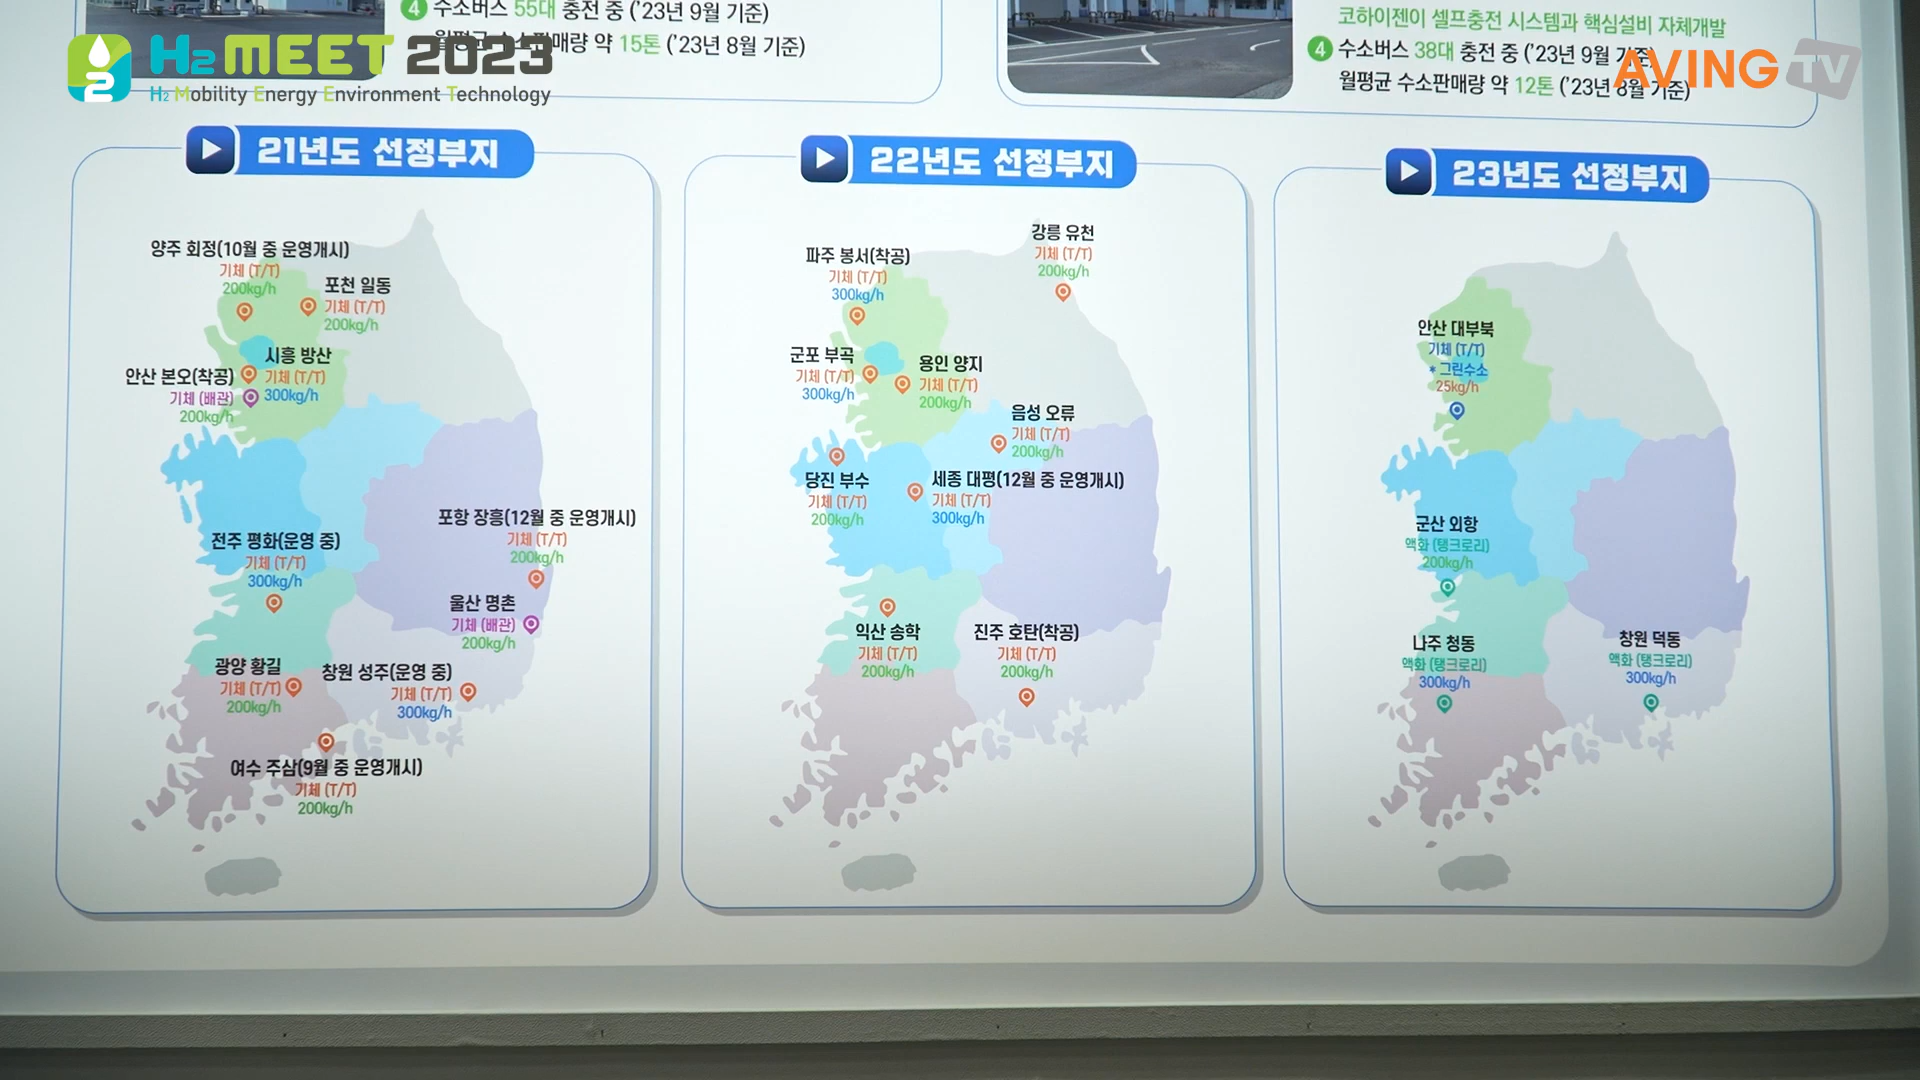 4 수소버스 55대 충전 중 ('23년 9월 기준)
월평균 수소판매량 약 15톤 ('23년 8월 기준)
H2 MEET 2023
H2 Mobility Energy Environment Technology
코하이젠이 셀프충전 시스템과 핵심설비 자체개발
4 수소버스 38대 충전 중 ('23년 9월 기준)
월평균 수소판매량 약 12톤 ('23년 8월 기준)
AVING TV
21년도 선정부지
양주 회정(10월 중 운영개시)
기체 (T/T)
200kg/h
포천 일동
기체 (T/T)
200kg/h
시흥 방산
기체 (T/T)
300kg/h
안산 본오(착공)
기체 (배관)
200kg/h
포항 장흥(12월 중 운영개시)
기체 (T/T)
200kg/h
전주 평화(운영 중)
기체 (T/T)
300kg/h
울산 명촌
기체 (배관)
200kg/h
광양 황길
기체 (T/T)
200kg/h
창원 성주(운영 중)
기체 (T/T)
300kg/h
여수 주삼(9월 중 운영개시)
기체 (T/T)
200kg/h
22년도 선정부지
강릉 유천
기체 (T/T)
200kg/h
파주 봉서(착공)
기체 (T/T)
300kg/h
군포 부곡
기체 (T/T)
300kg/h
용인 양지
기체 (T/T)
200kg/h
음성 오류
기체 (T/T)
200kg/h
당진 부수
기체 (T/T)
200kg/h
세종 대평(12월 중 운영개시)
기체 (T/T)
300kg/h
익산 송학
기체 (T/T)
200kg/h
진주 호탄(착공)
기체 (T/T)
200kg/h
23년도 선정부지
안산 대부북
기체 (T/T)
* 그린수소
25kg/h
군산 외항
액화 (탱크로리)
200kg/h
나주 청동
액화 (탱크로리)
300kg/h
창원 덕동
액화 (탱크로리)
300kg/h